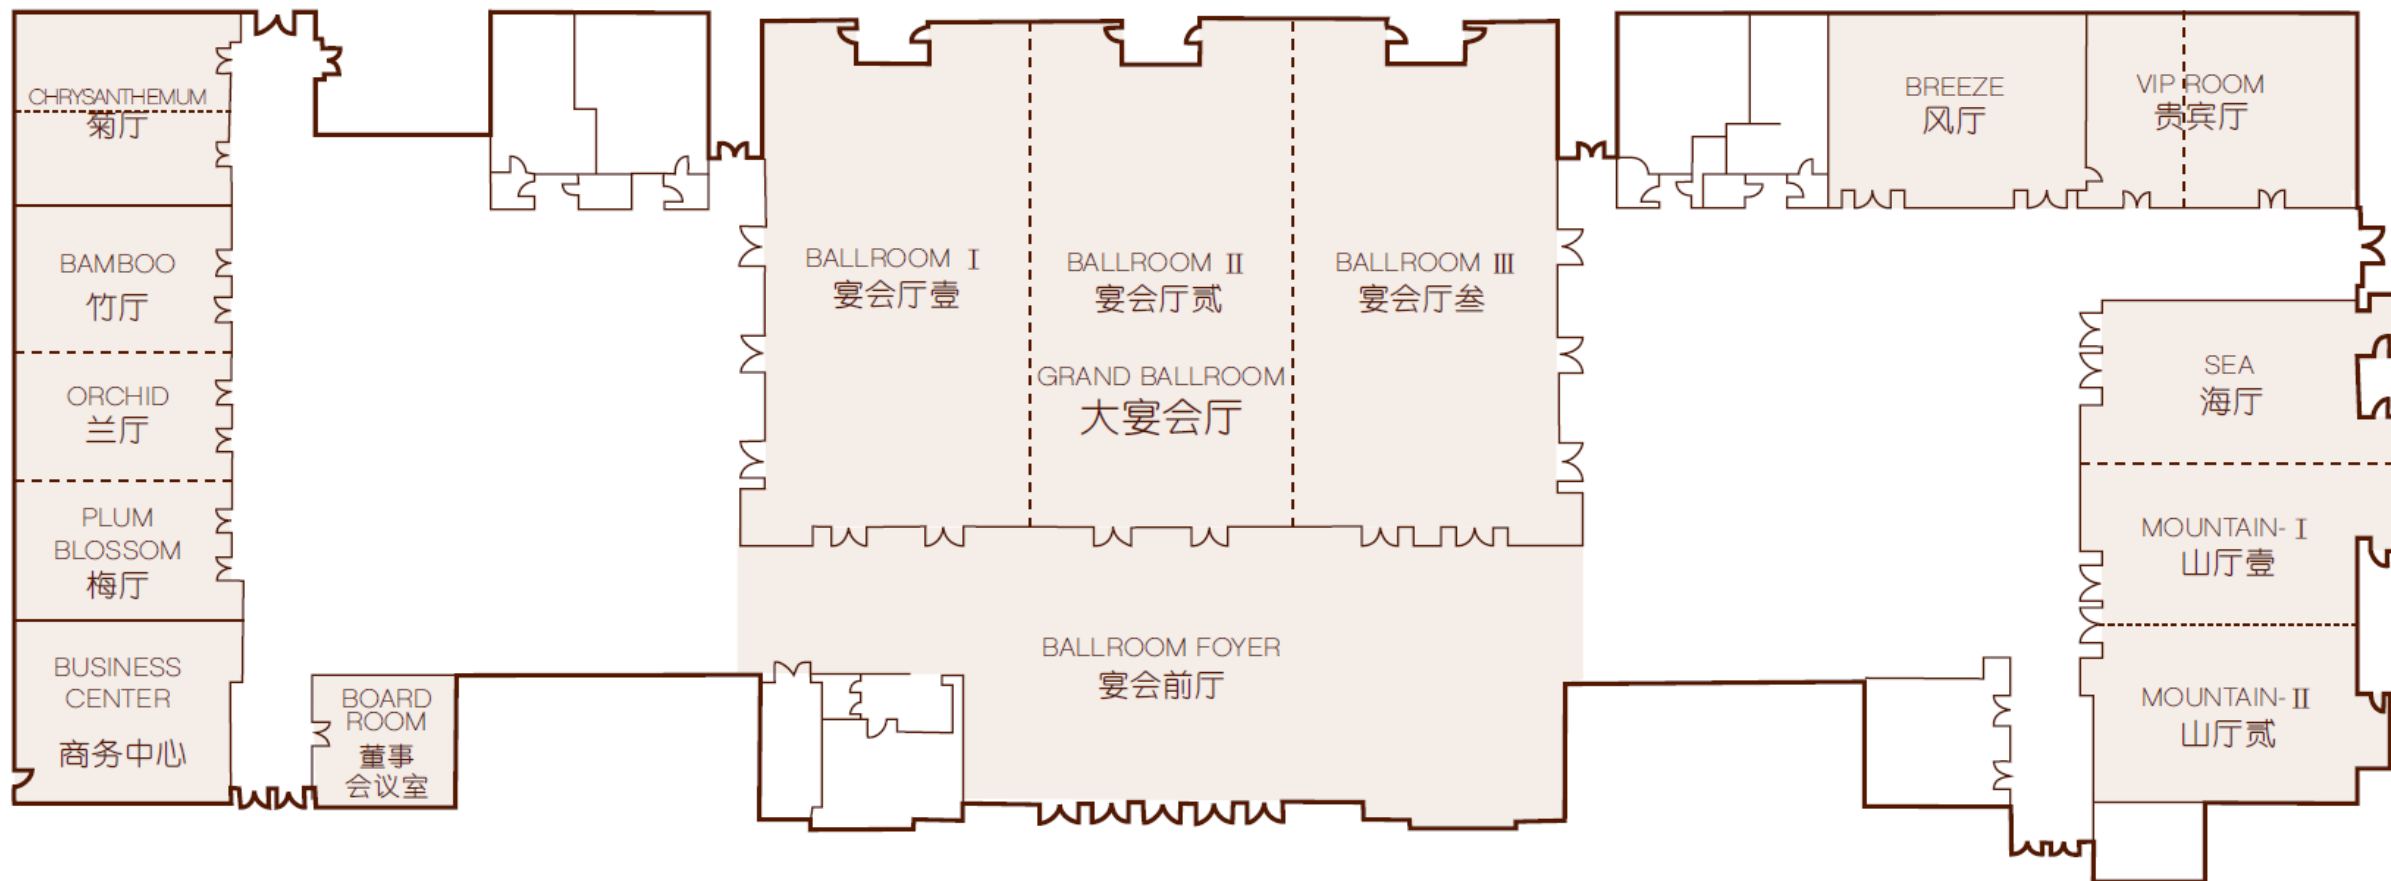 CHRYSANTHEMUM
菊厅
BAMBOO
竹厅
ORCHID
兰厅
PLUM
BLOSSOM
梅厅
BUSINESS
CENTER
商务中心
BOARD
ROOM
董事
会议室
BALLROOM Ⅰ
宴会厅壹
BALLROOM Ⅱ
宴会厅贰
BALLROOM Ⅲ
宴会厅叁
GRAND BALLROOM
大宴会厅
BALLROOM FOYER
宴会前厅
BREEZE
风厅
VIP ROOM
贵宾厅
SEA
海厅
MOUNTAIN-Ⅰ
山厅壹
MOUNTAIN-Ⅱ
山厅贰